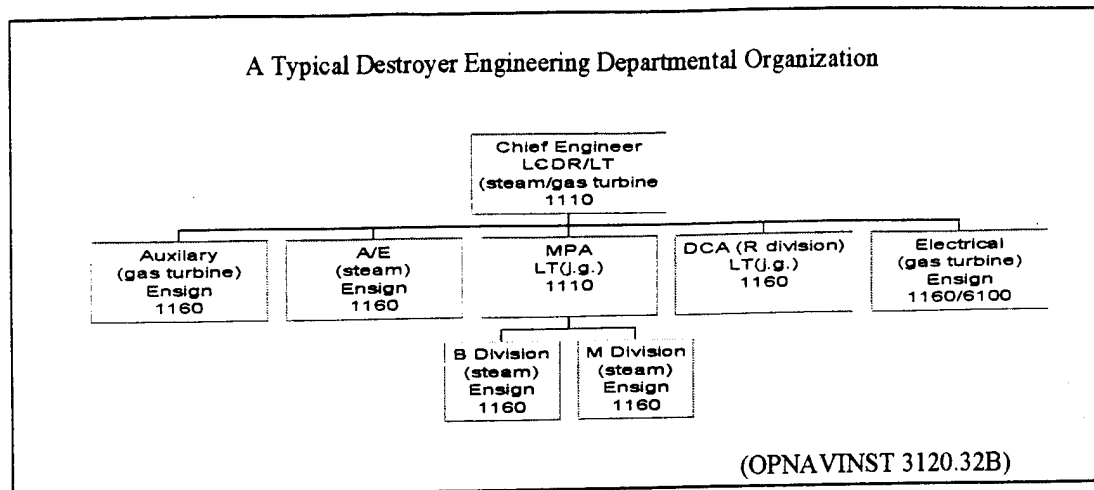 A Typical Destroyer Engineering Departmental Organization
Chief Engineer
LCDR/LT
(steam/gas turbine
1110
Auxilary
(gas turbine)
Ensign
1160
A/E
(steam)
Ensign
1160
MPA
LT(j.g.)
1110
DCA (R division)
LT(j.g.)
1160
Electrical
(gas turbine)
Ensign
1160/6100
B Division
(steam)
Ensign
1160
M Division
(steam)
Ensign
1160
(OPNAVINST 3120.32B)